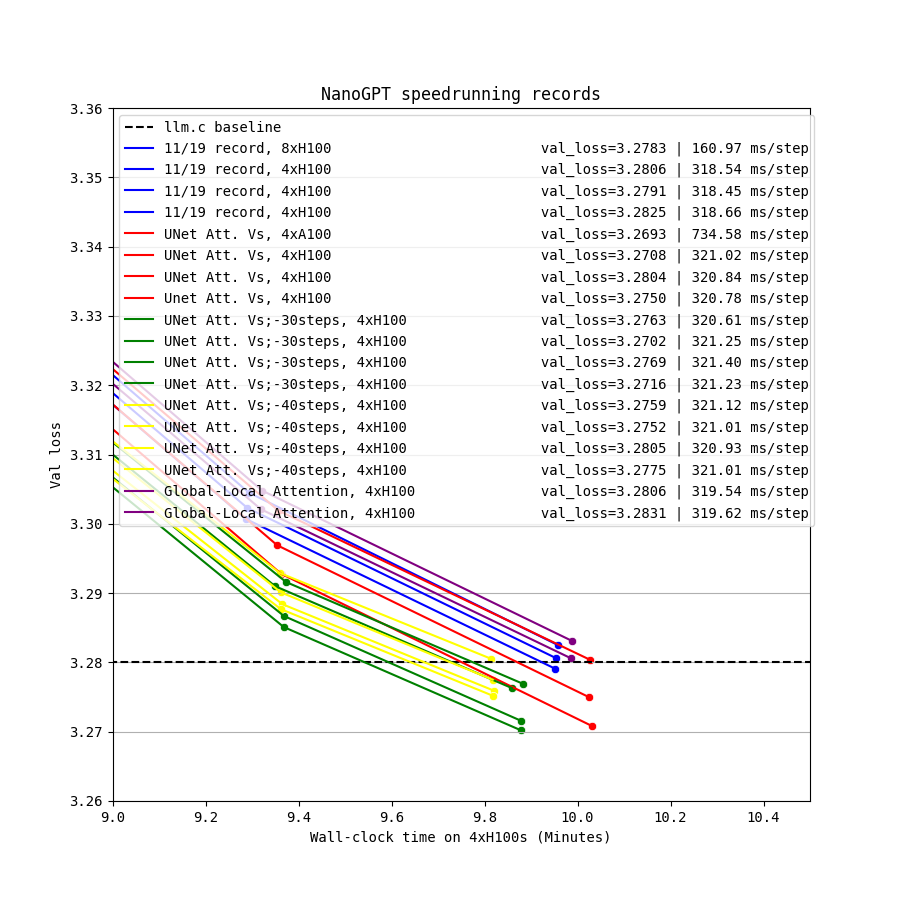 NanoGPT speedrunning records
3.36
3.35
3.34
3.33
3.32
3.31
3.30
3.29
3.28
3.27
3.26
Val loss
llm.c baseline
11/19 record, 8xH100 val_loss=3.2783 | 160.97 ms/step
11/19 record, 4xH100 val_loss=3.2806 | 318.54 ms/step
11/19 record, 4xH100 val_loss=3.2791 | 318.45 ms/step
11/19 record, 4xH100 val_loss=3.2825 | 318.66 ms/step
UNet Att. Vs, 4xA100 val_loss=3.2693 | 734.58 ms/step
UNet Att. Vs, 4xH100 val_loss=3.2708 | 321.02 ms/step
UNet Att. Vs, 4xH100 val_loss=3.2804 | 320.84 ms/step
Unet Att. Vs, 4xH100 val_loss=3.2750 | 320.78 ms/step
UNet Att. Vs;-30steps, 4xH100 val_loss=3.2763 | 320.61 ms/step
UNet Att. Vs;-30steps, 4xH100 val_loss=3.2702 | 321.25 ms/step
UNet Att. Vs;-30steps, 4xH100 val_loss=3.2769 | 321.40 ms/step
UNet Att. Vs;-30steps, 4xH100 val_loss=3.2716 | 321.23 ms/step
UNet Att. Vs;-40steps, 4xH100 val_loss=3.2759 | 321.12 ms/step
UNet Att. Vs;-40steps, 4xH100 val_loss=3.2752 | 321.01 ms/step
UNet Att. Vs;-40steps, 4xH100 val_loss=3.2805 | 320.93 ms/step
UNet Att. Vs;-40steps, 4xH100 val_loss=3.2775 | 321.01 ms/step
Global-Local Attention, 4xH100 val_loss=3.2806 | 319.54 ms/step
Global-Local Attention, 4xH100 val_loss=3.2831 | 319.62 ms/step
9.0 9.2 9.4 9.6 9.8 10.0 10.2 10.4
Wall-clock time on 4xH100s (Minutes)